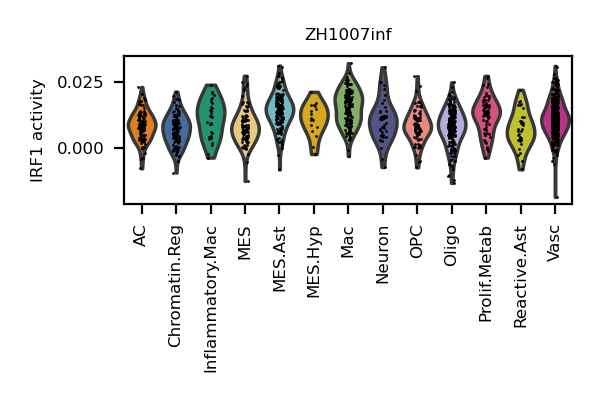 ZH1007inf
IRF1 activity
0.025
0.000
AC
Chromatin.Reg
Inflammatory.Mac
MES
MES.Ast
MES.Hyp
Mac
Neuron
OPC
Oligo
Prolif.Metab
Reactive.Ast
Vasc